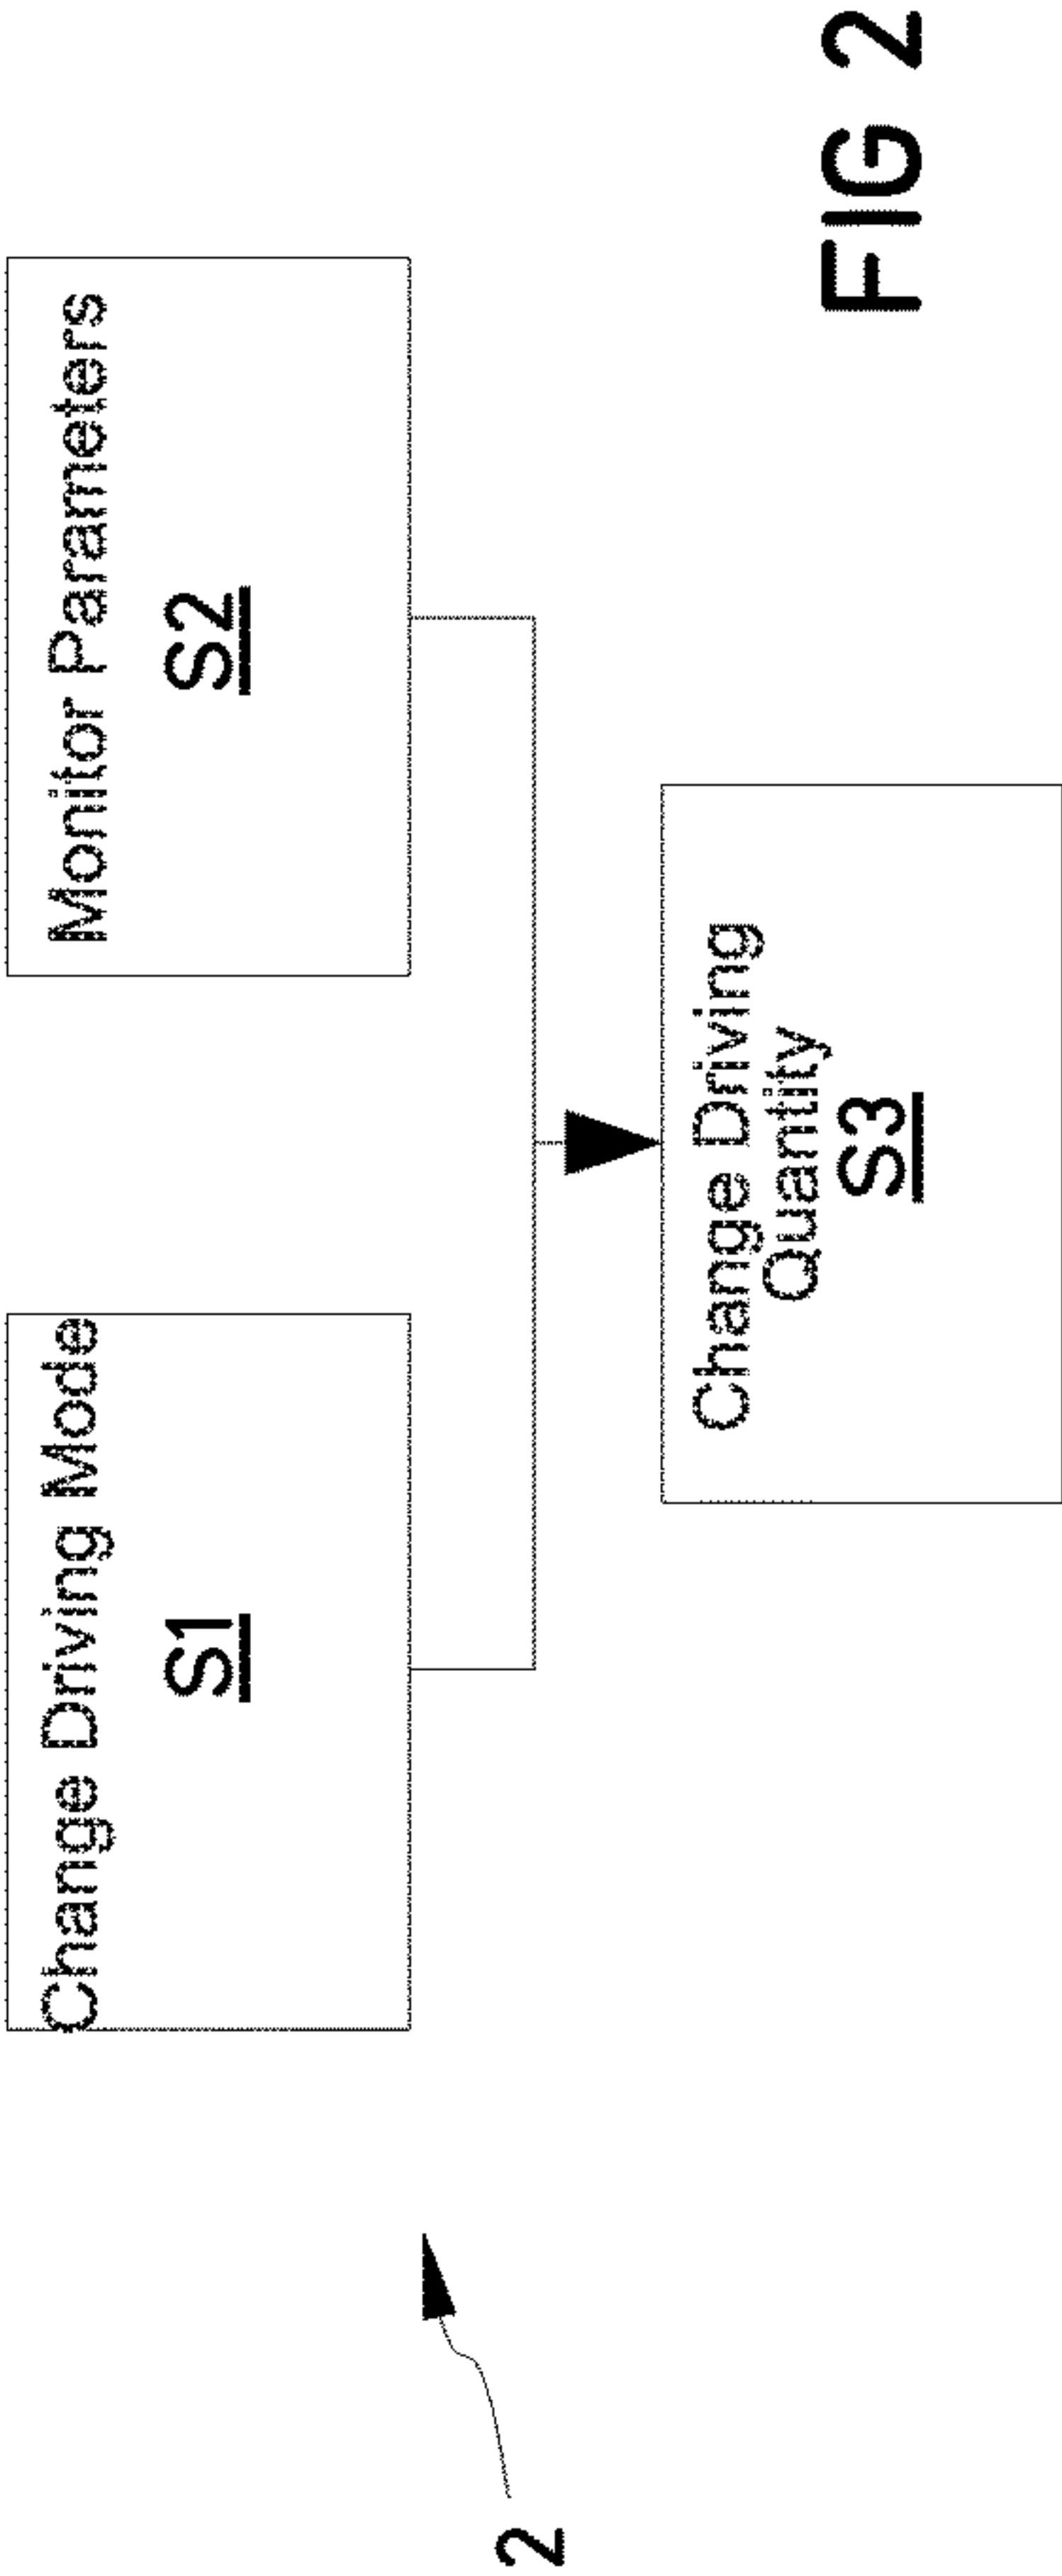 Change Driving Mode
S1
Monitor Parameters
S2
Change Driving
Quantity
S3
2
FIG 2